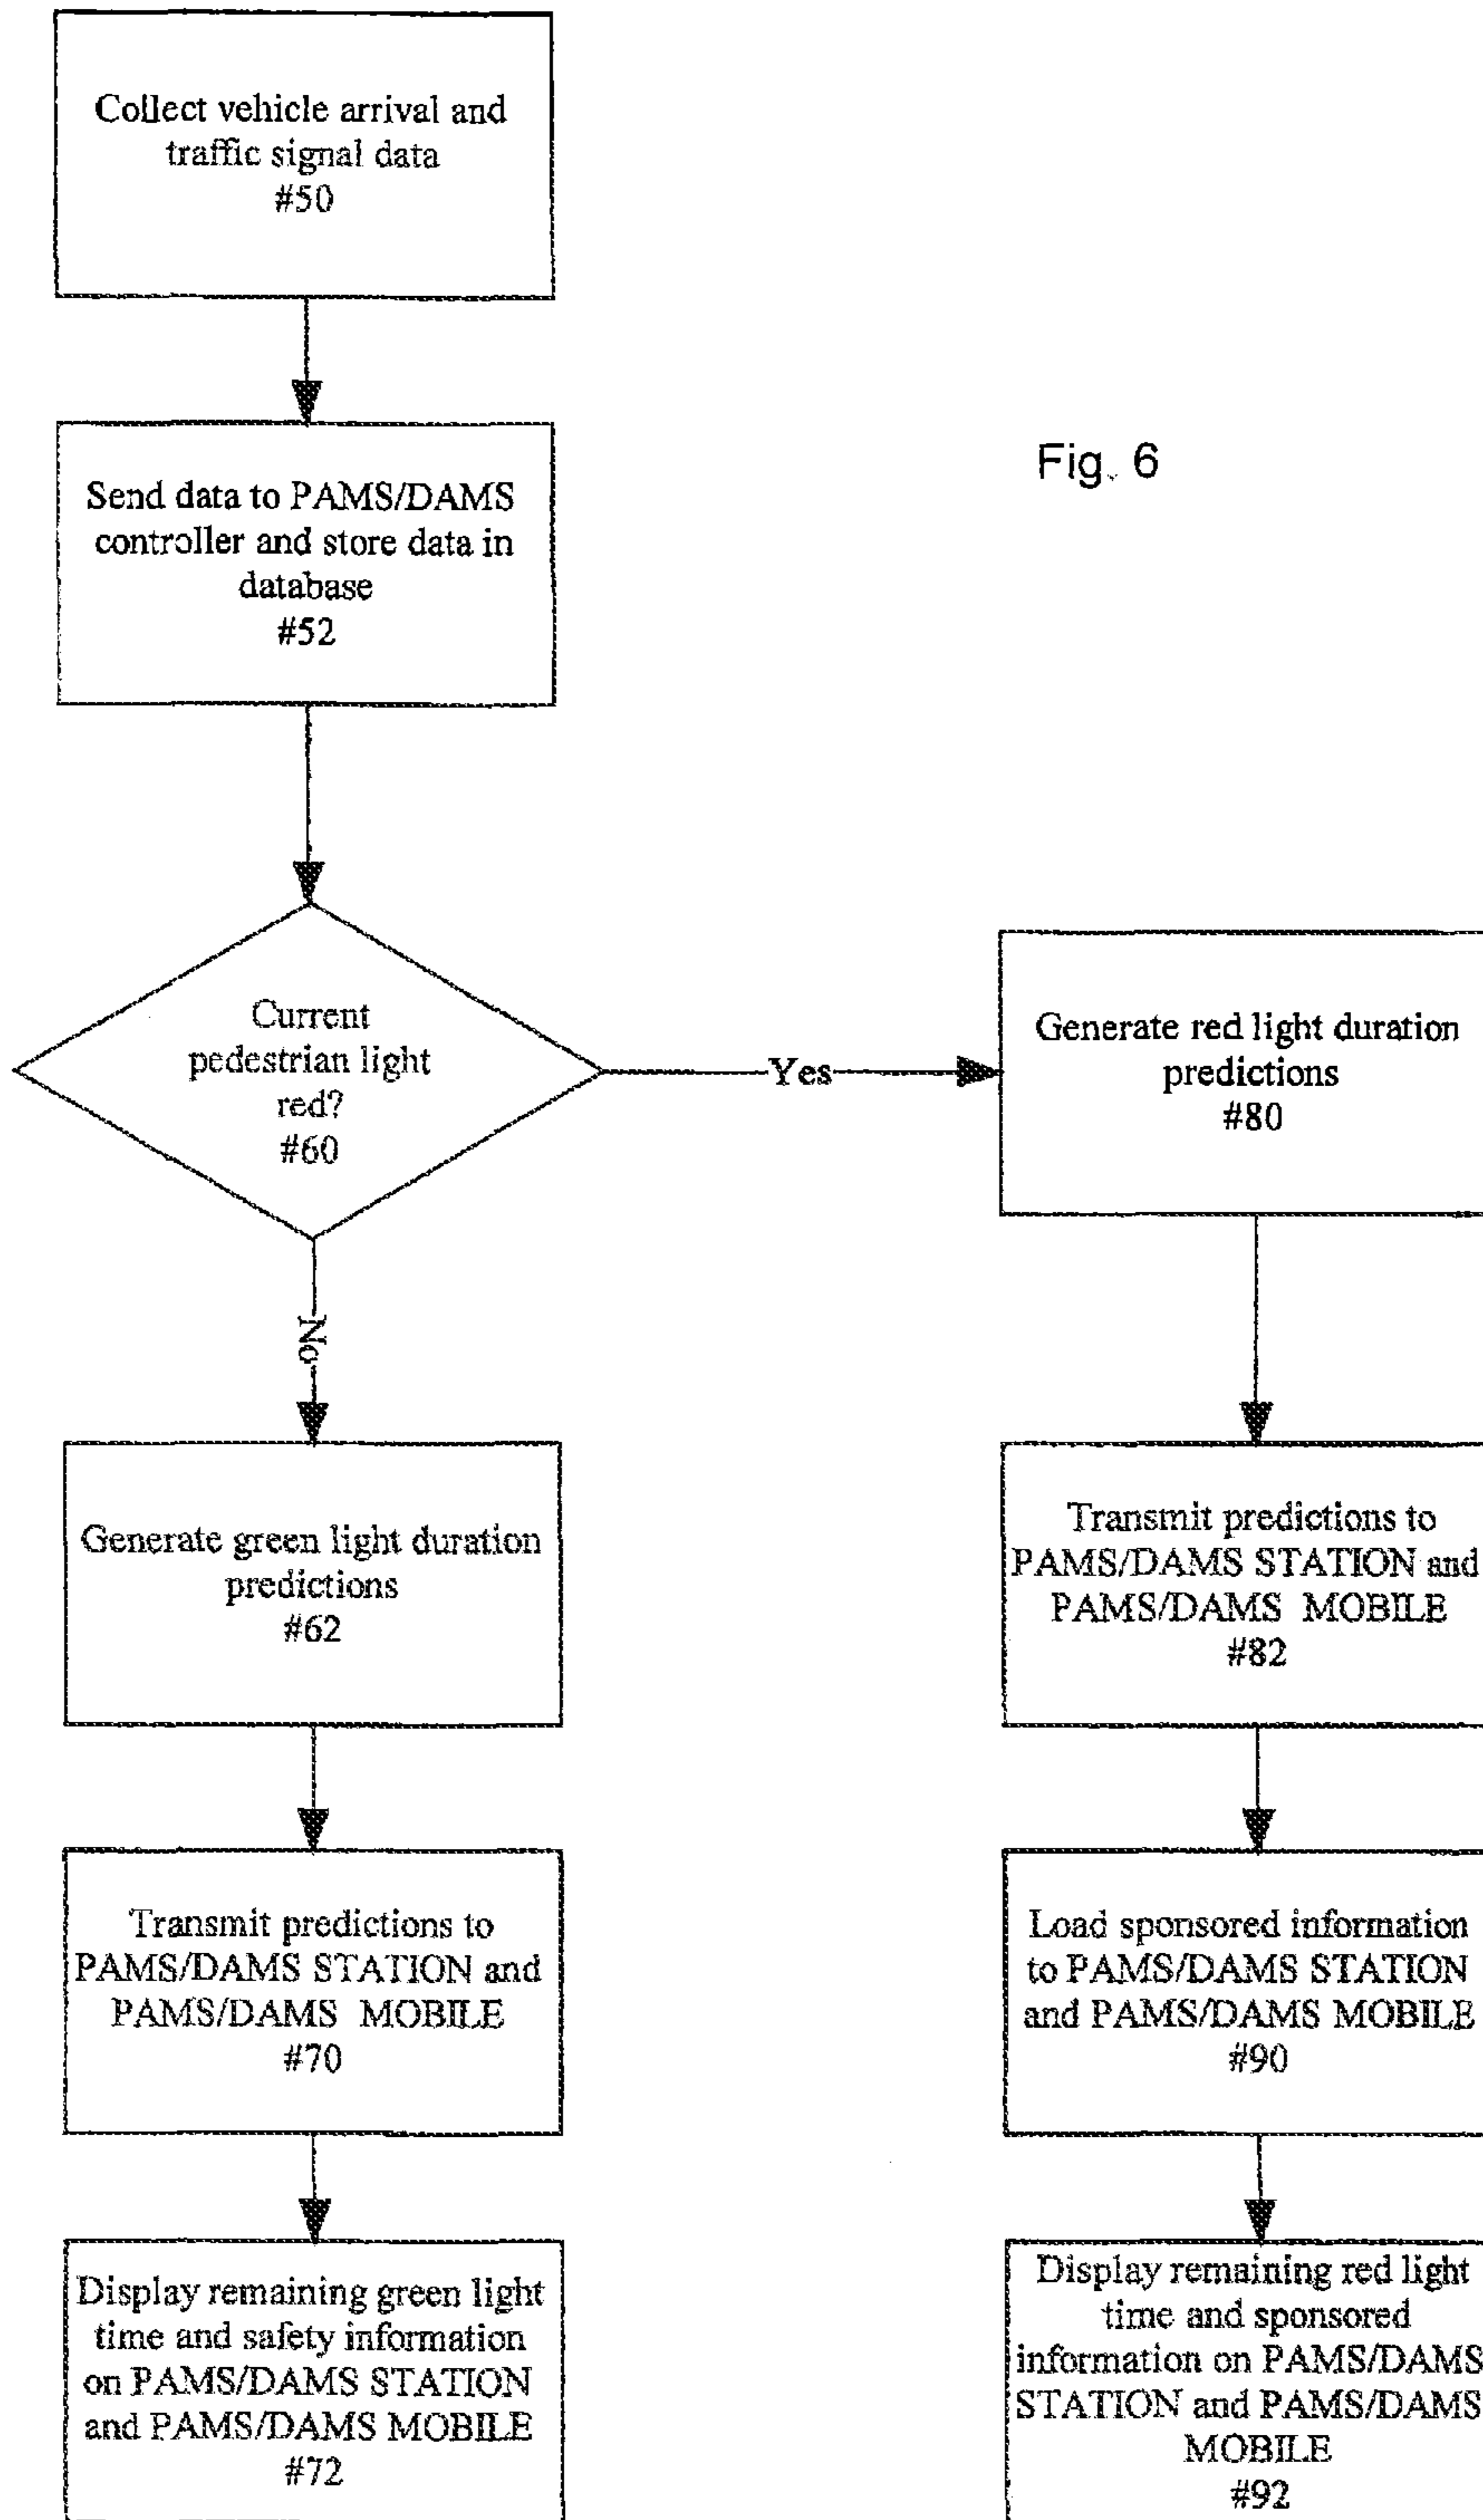 Collect vehicle arrival and
traffic signal data
#50
Fig. 6
Send data to PAMS/DAMS
controller and store data in
database
#52
Current
pedestrian light
red?
#60
Yes
Generate red light duration
predictions
#80
No
Generate green light duration
predictions
#62
Transmit predictions to
PAMS/DAMS STATION and
PAMS/DAMS MOBILE
#82
Transmit predictions to
PAMS/DAMS STATION and
PAMS/DAMS MOBILE
#70
Load sponsored information
to PAMS/DAMS STATION
and PAMS/DAMS MOBILE
#90
Display remaining green light
time and safety information
on PAMS/DAMS STATION
and PAMS/DAMS MOBILE
#72
Display remaining red light
time and sponsored
information on PAMS/DAMS
STATION and PAMS/DAMS
MOBILE
#92